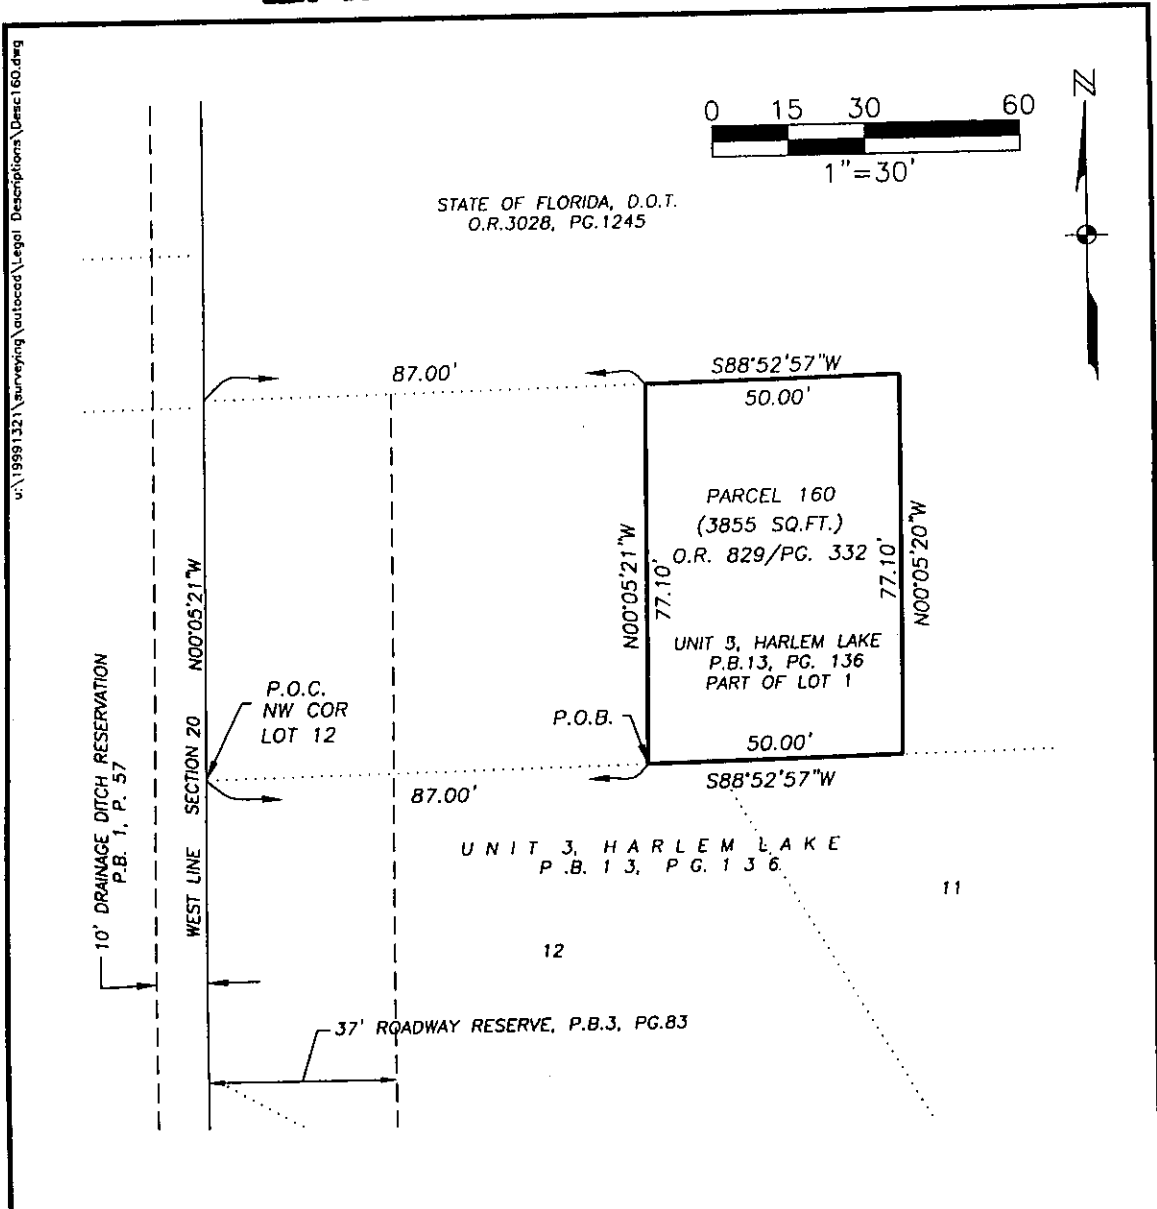 u:\19991321\surveying\autocad\Legal Descriptions\Desc160.dwg
0 15 30 60
1"=30'
N
STATE OF FLORIDA, D.O.T.
O.R.3028, PG.1245
87.00'
S88°52'57"W
50.00'
PARCEL 160
(3855 SQ.FT.)
O.R. 829/PG. 332
N00°05'21"W
77.10'
77.10'
N00°05'20"W
UNIT 3, HARLEM LAKE
P.B.13, PG. 136
PART OF LOT 1
N00°05'21"W
WEST LINE SECTION 20
10' DRAINAGE DITCH RESERVATION
P.B. 1, P. 57
P.O.C.
NW COR
LOT 12
P.O.B.
50.00'
S88°52'57"W
87.00'
UNIT 3, HARLEM LAKE
P.B. 13, PG. 136
11
12
37' ROADWAY RESERVE, P.B.3, PG.83